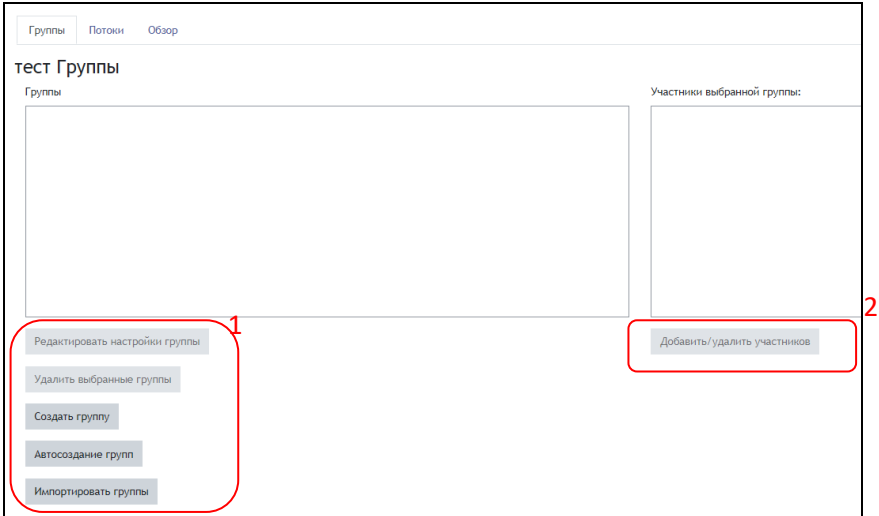 Группы Потоки Обзор
тест Группы
Группы
Участники выбранной группы:
1
2
Редактировать настройки группы
Добавить/удалить участников
Удалить выбранные группы
Создать группу
Автосоздание групп
Импортировать группы